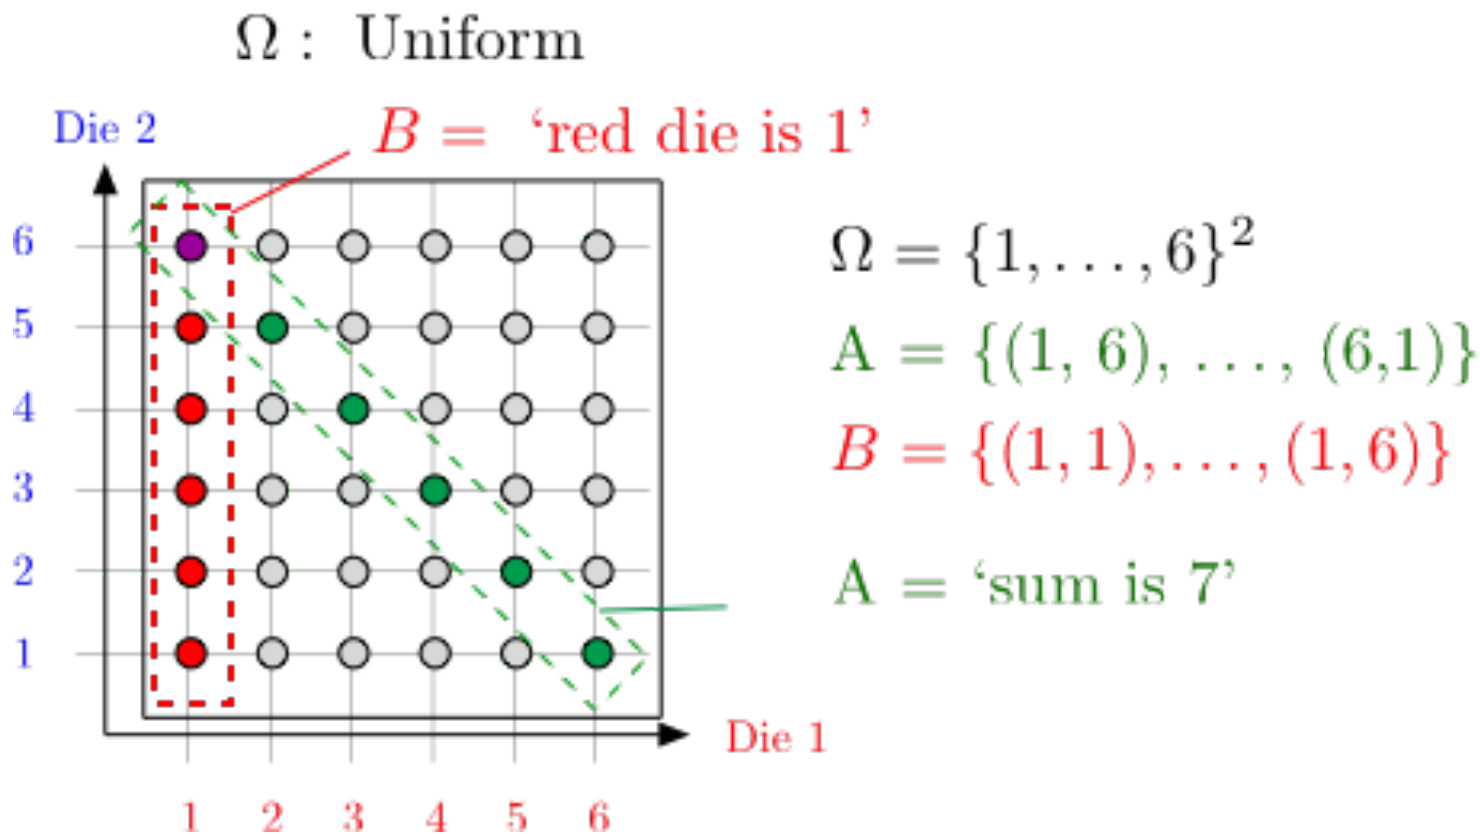 Ω : Uniform
Die 2
B = ‘red die is 1’
6
5
4
3
2
1
1 2 3 4 5 6
Die 1
Ω = {1, . . . , 6}²
A = {(1, 6), . . . , (6,1)}
B = {(1, 1), . . . , (1, 6)}
A = ‘sum is 7’